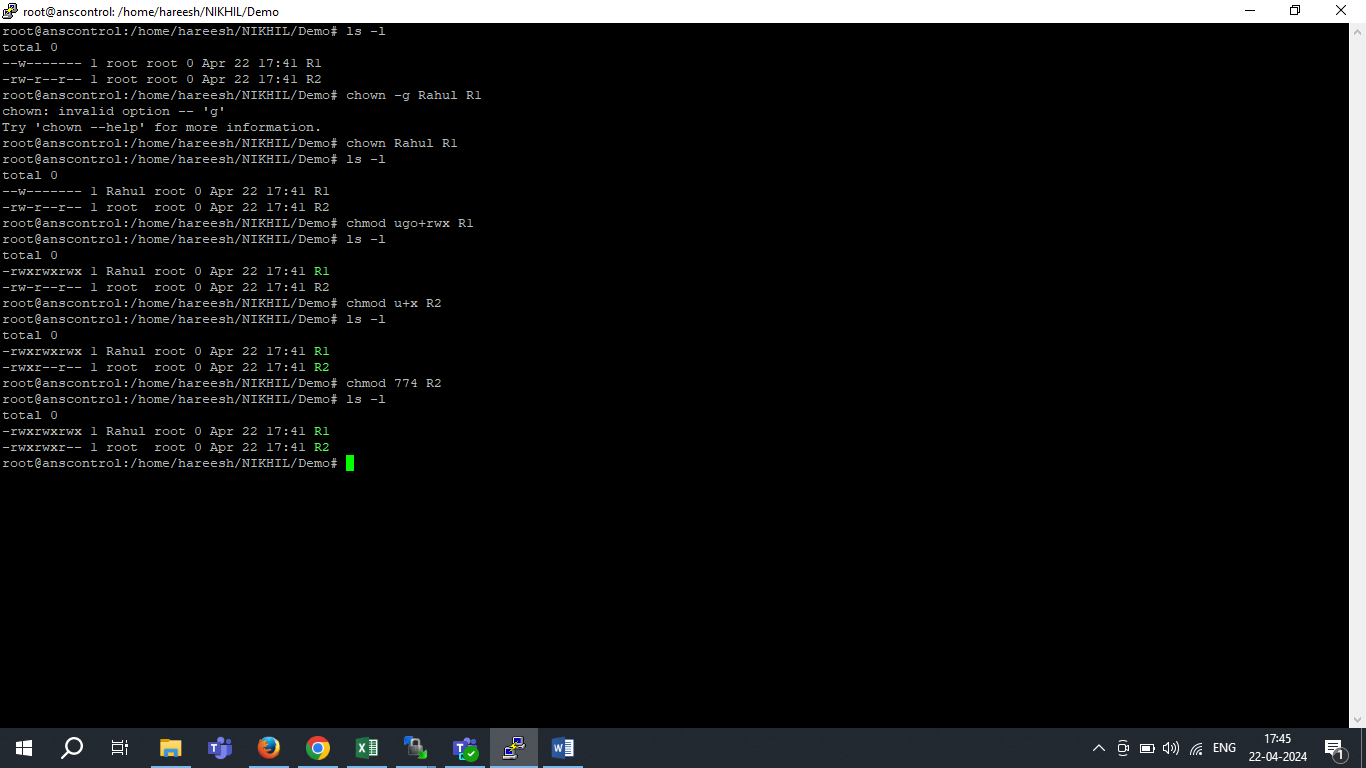 root@anscontrol: /home/hareesh/NIKHIL/Demo
root@anscontrol:/home/hareesh/NIKHIL/Demo# ls -l
total 0
--w------- 1 root root 0 Apr 22 17:41 R1
-rw-r--r-- 1 root root 0 Apr 22 17:41 R2
root@anscontrol:/home/hareesh/NIKHIL/Demo# chown -g Rahul R1
chown: invalid option -- 'g'
Try 'chown --help' for more information.
root@anscontrol:/home/hareesh/NIKHIL/Demo# chown Rahul R1
root@anscontrol:/home/hareesh/NIKHIL/Demo# ls -l
total 0
--w------- 1 Rahul root 0 Apr 22 17:41 R1
-rw-r--r-- 1 root  root 0 Apr 22 17:41 R2
root@anscontrol:/home/hareesh/NIKHIL/Demo# chmod ugo+rwx R1
root@anscontrol:/home/hareesh/NIKHIL/Demo# ls -l
total 0
-rwxrwxrwx 1 Rahul root 0 Apr 22 17:41 R1
-rw-r--r-- 1 root  root 0 Apr 22 17:41 R2
root@anscontrol:/home/hareesh/NIKHIL/Demo# chmod u+x R2
root@anscontrol:/home/hareesh/NIKHIL/Demo# ls -l
total 0
-rwxrwxrwx 1 Rahul root 0 Apr 22 17:41 R1
-rwxr--r-- 1 root  root 0 Apr 22 17:41 R2
root@anscontrol:/home/hareesh/NIKHIL/Demo# chmod 774 R2
root@anscontrol:/home/hareesh/NIKHIL/Demo# ls -l
total 0
-rwxrwxrwx 1 Rahul root 0 Apr 22 17:41 R1
-rwxrwxr-- 1 root  root 0 Apr 22 17:41 R2
root@anscontrol:/home/hareesh/NIKHIL/Demo#
ENG
17:45
22-04-2024
1